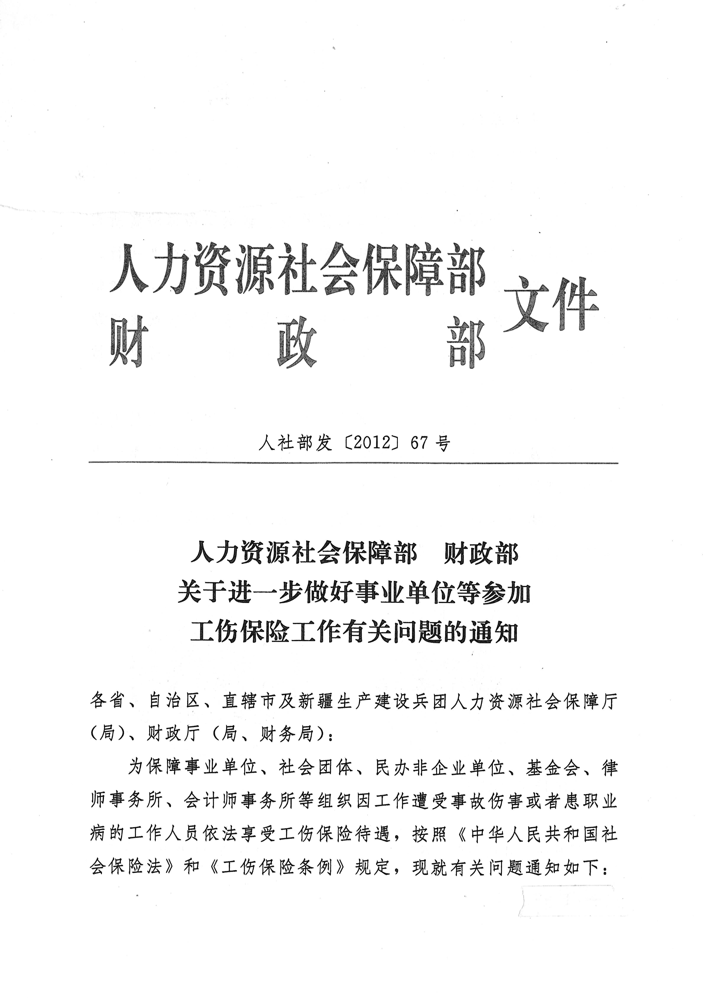 人力资源社会保障部
财政部
文件
人社部发〔2012〕67号
人力资源社会保障部　财政部
关于进一步做好事业单位等参加
工伤保险工作有关问题的通知
各省、自治区、直辖市及新疆生产建设兵团人力资源社会保障厅
（局）、财政厅（局、财务局）：
为保障事业单位、社会团体、民办非企业单位、基金会、律
师事务所、会计师事务所等组织因工作遭受事故伤害或者患职业
病的工作人员依法享受工伤保险待遇，按照《中华人民共和国社
会保险法》和《工伤保险条例》规定，现就有关问题通知如下：